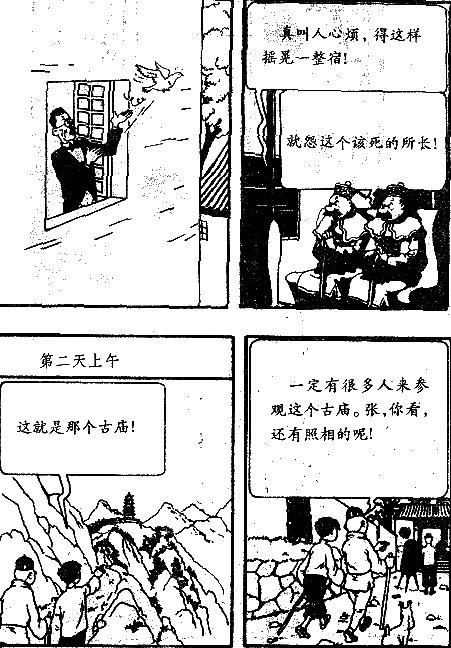 真叫人心烦，得这样
摇晃一整宿！
就怨这个该死的所长！
第二天上午
这就是那个古庙！
一定有很多人来参
观这个古庙。张，你看，
还有照相的呢！